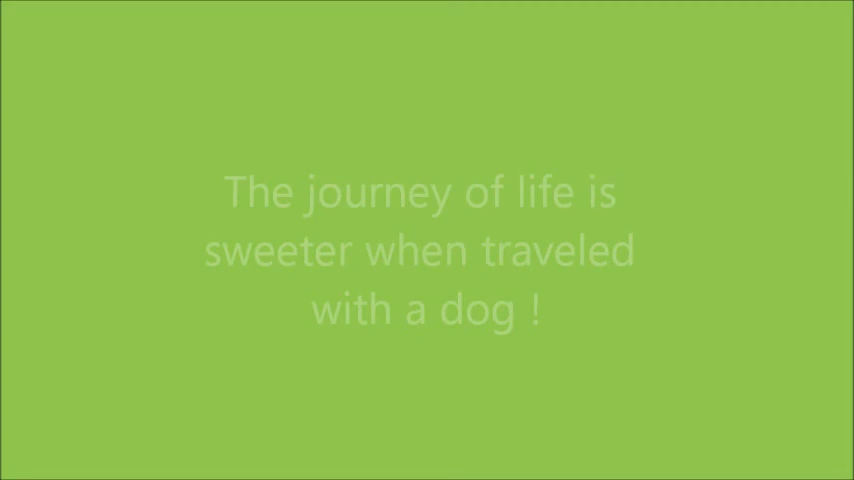 The journey of life is
sweeter when traveled
with a dog !